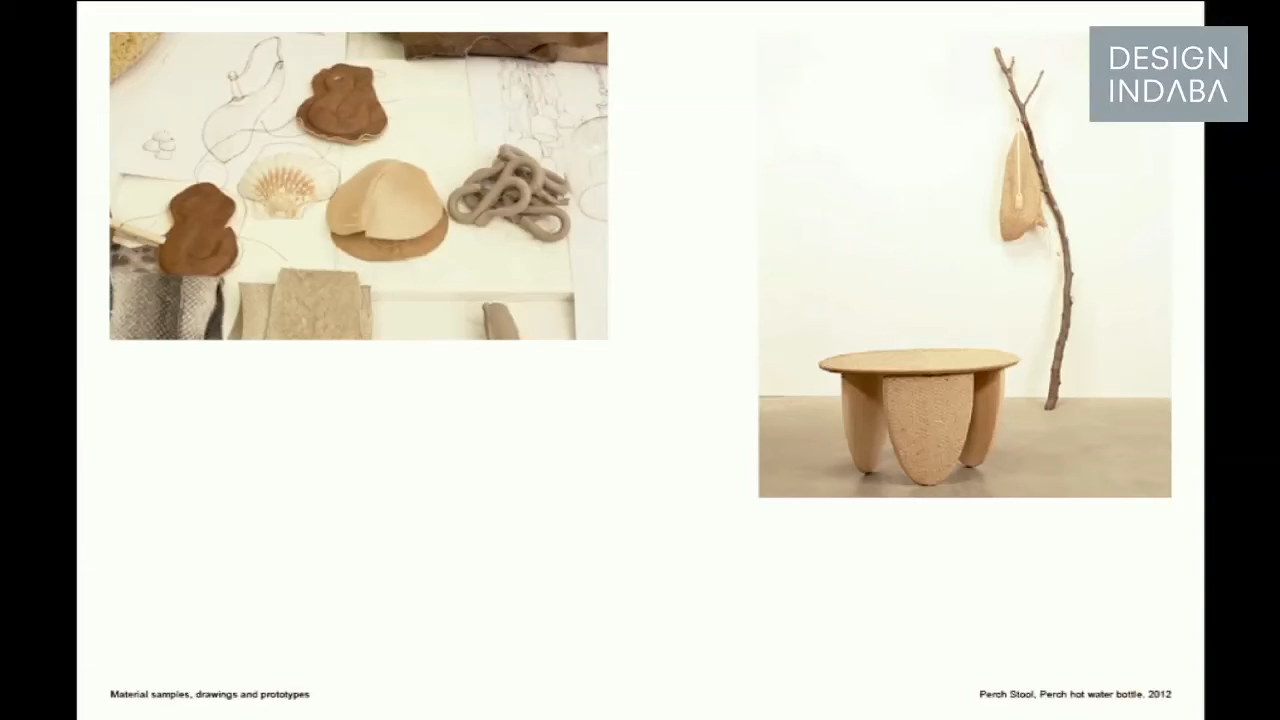 DESIGN
INDABA
Material samples, drawings and prototypes
Perch Stool, Perch hot water bottle. 2012